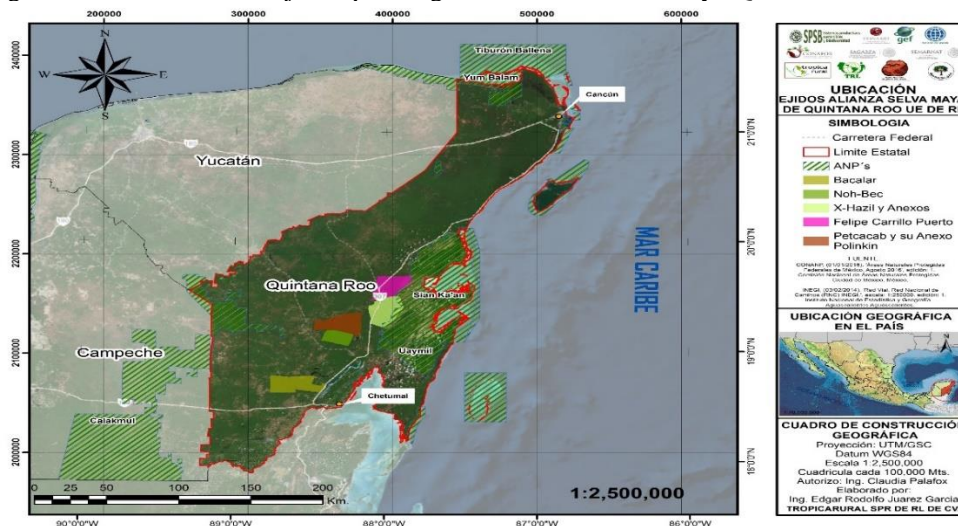 200000 300000 400000 500000 600000
2400000
2200000
2200000
2100000
2000000
N
W E
S
Tiburón Ballena
Yum Balam
Cancún
Yucatán
Quintana Roo
Sian Ka'an
Uaymil
Campeche
Calakmul
Chetumal
MAR CARIBE
21°0'0"N
20°0'0"N
19°0'0"N
18°0'0"N
0 25 50 100 150 200
Km.
1:2,500,000
90°0'0"W 89°0'0"W 88°0'0"W 87°0'0"W 86°0'0"W
SPSB
gef
TRL
UBICACIÓN
EJIDOS ALIANZA SELVA MAYA
DE QUINTANA ROO UE DE R
SIMBOLOGIA
Carretera Federal
Limite Estatal
ANP´s
Bacalar
Noh-Bec
X-Hazil y Anexos
Felipe Carrillo Puerto
Petcacab y su Anexo
Polinkin
UBICACIÓN GEOGRÁFICA
EN EL PAÍS
CUADRO DE CONSTRUCCIÓN
GEOGRÁFICA
Proyección: UTM/GSC
Datum WGS84
Escala 1:2,500,000
Cuadricula cada 100,000 Mts.
Autorizo: Ing. Claudia Palafox
Elaborado por:
Ing. Edgar Rodolfo Juarez Garcia
TROPICARURAL SPR DE RL DE CV